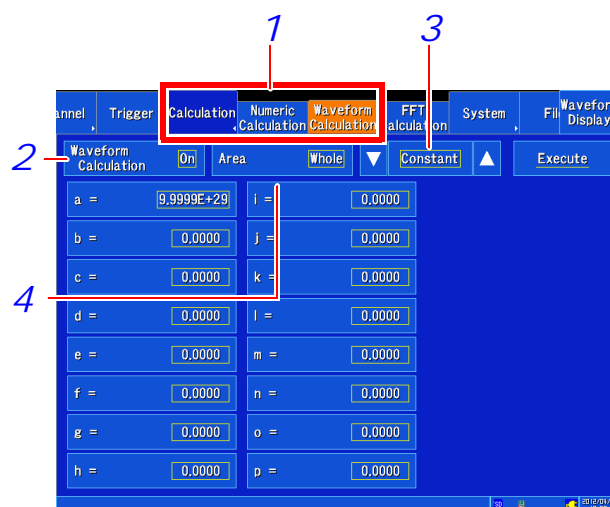 1 3
annel Trigger Calculation Numeric Calculation Waveform Calculation FFT alculation System Fil Wavefor Display
2 Waveform Calculation On Area Whole ▼ Constant ▲ Execute
a = 9.9999E+29 i = 0.0000
b = 0.0000 j = 0.0000
c = 0.0000 k = 0.0000
4
d = 0.0000 l = 0.0000
e = 0.0000 m = 0.0000
f = 0.0000 n = 0.0000
g = 0.0000 o = 0.0000
h = 0.0000 p = 0.0000
SD